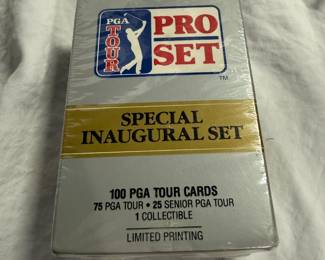 PGA
TOUR
PRO
SET
TM
SPECIAL
INAUGURAL SET
100 PGA TOUR CARDS
75 PGA TOUR • 25 SENIOR PGA TOUR
1 COLLECTIBLE
LIMITED PRINTING